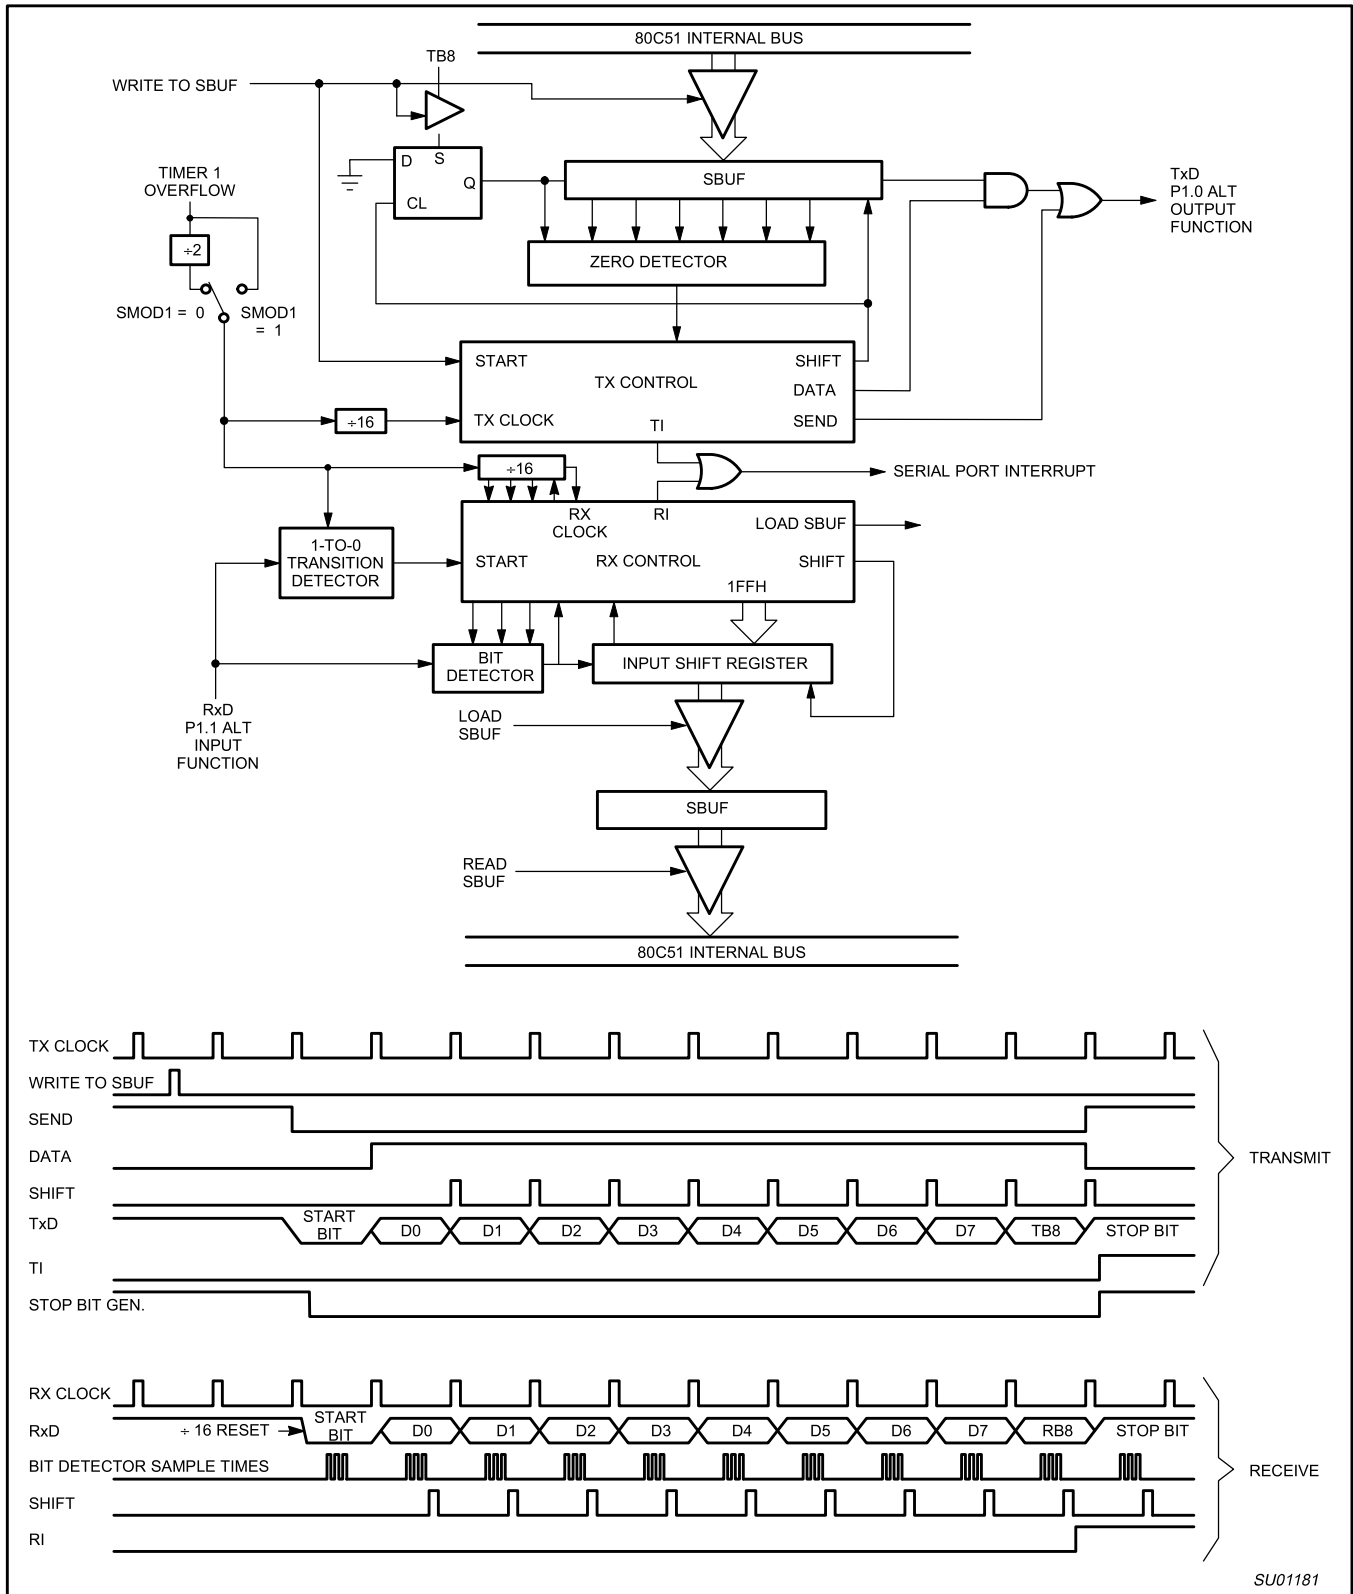 80C51 INTERNAL BUS
TB8
WRITE TO SBUF
D
S
Q
CL
SBUF
TxD
P1.0 ALT
OUTPUT
FUNCTION
TIMER 1
OVERFLOW
÷2
ZERO DETECTOR
SMOD1 = 0
SMOD1
= 1
START
SHIFT
TX CONTROL
DATA
÷16
TX CLOCK
TI
SEND
÷16
SERIAL PORT INTERRUPT
RX
CLOCK
RI
LOAD SBUF
1-TO-0
TRANSITION
DETECTOR
START
RX CONTROL
SHIFT
1FFH
BIT
DETECTOR
INPUT SHIFT REGISTER
RxD
P1.1 ALT
INPUT
FUNCTION
LOAD
SBUF
SBUF
READ
SBUF
80C51 INTERNAL BUS
TX CLOCK
WRITE TO SBUF
SEND
DATA
TRANSMIT
SHIFT
TxD
START
BIT
D0
D1
D2
D3
D4
D5
D6
D7
TB8
STOP BIT
TI
STOP BIT GEN.
RX CLOCK
RxD
÷ 16 RESET
START
BIT
D0
D1
D2
D3
D4
D5
D6
D7
RB8
STOP BIT
BIT DETECTOR SAMPLE TIMES
RECEIVE
SHIFT
RI
SU01181